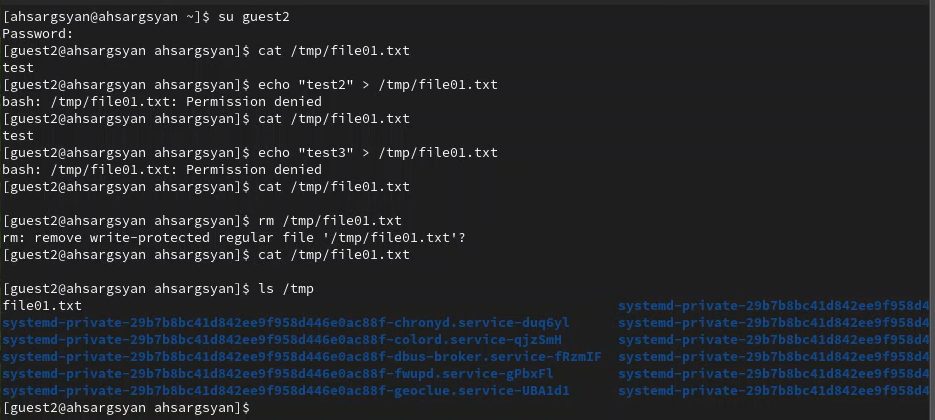 [ahsargsyan@ahsargsyan ~]$ su guest2
Password:
[guest2@ahsargsyan ahsargsyan]$ cat /tmp/file01.txt
test
[guest2@ahsargsyan ahsargsyan]$ echo "test2" > /tmp/file01.txt
bash: /tmp/file01.txt: Permission denied
[guest2@ahsargsyan ahsargsyan]$ cat /tmp/file01.txt
test
[guest2@ahsargsyan ahsargsyan]$ echo "test3" > /tmp/file01.txt
bash: /tmp/file01.txt: Permission denied
[guest2@ahsargsyan ahsargsyan]$ cat /tmp/file01.txt
[guest2@ahsargsyan ahsargsyan]$ rm /tmp/file01.txt
rm: remove write-protected regular file '/tmp/file01.txt'?
[guest2@ahsargsyan ahsargsyan]$ cat /tmp/file01.txt
[guest2@ahsargsyan ahsargsyan]$ ls /tmp
file01.txt systemd-private-29b7b8bc41d842ee9f958d4
systemd-private-29b7b8bc41d842ee9f958d446e0ac88f-chronyd.service-duq6yl systemd-private-29b7b8bc41d842ee9f958d4
systemd-private-29b7b8bc41d842ee9f958d446e0ac88f-colord.service-qjzSmH systemd-private-29b7b8bc41d842ee9f958d4
systemd-private-29b7b8bc41d842ee9f958d446e0ac88f-dbus-broker.service-fRzmIF systemd-private-29b7b8bc41d842ee9f958d4
systemd-private-29b7b8bc41d842ee9f958d446e0ac88f-fwupd.service-gPbxFl systemd-private-29b7b8bc41d842ee9f958d4
systemd-private-29b7b8bc41d842ee9f958d446e0ac88f-geoclue.service-UBA1d1 systemd-private-29b7b8bc41d842ee9f958d4
[guest2@ahsargsyan ahsargsyan]$